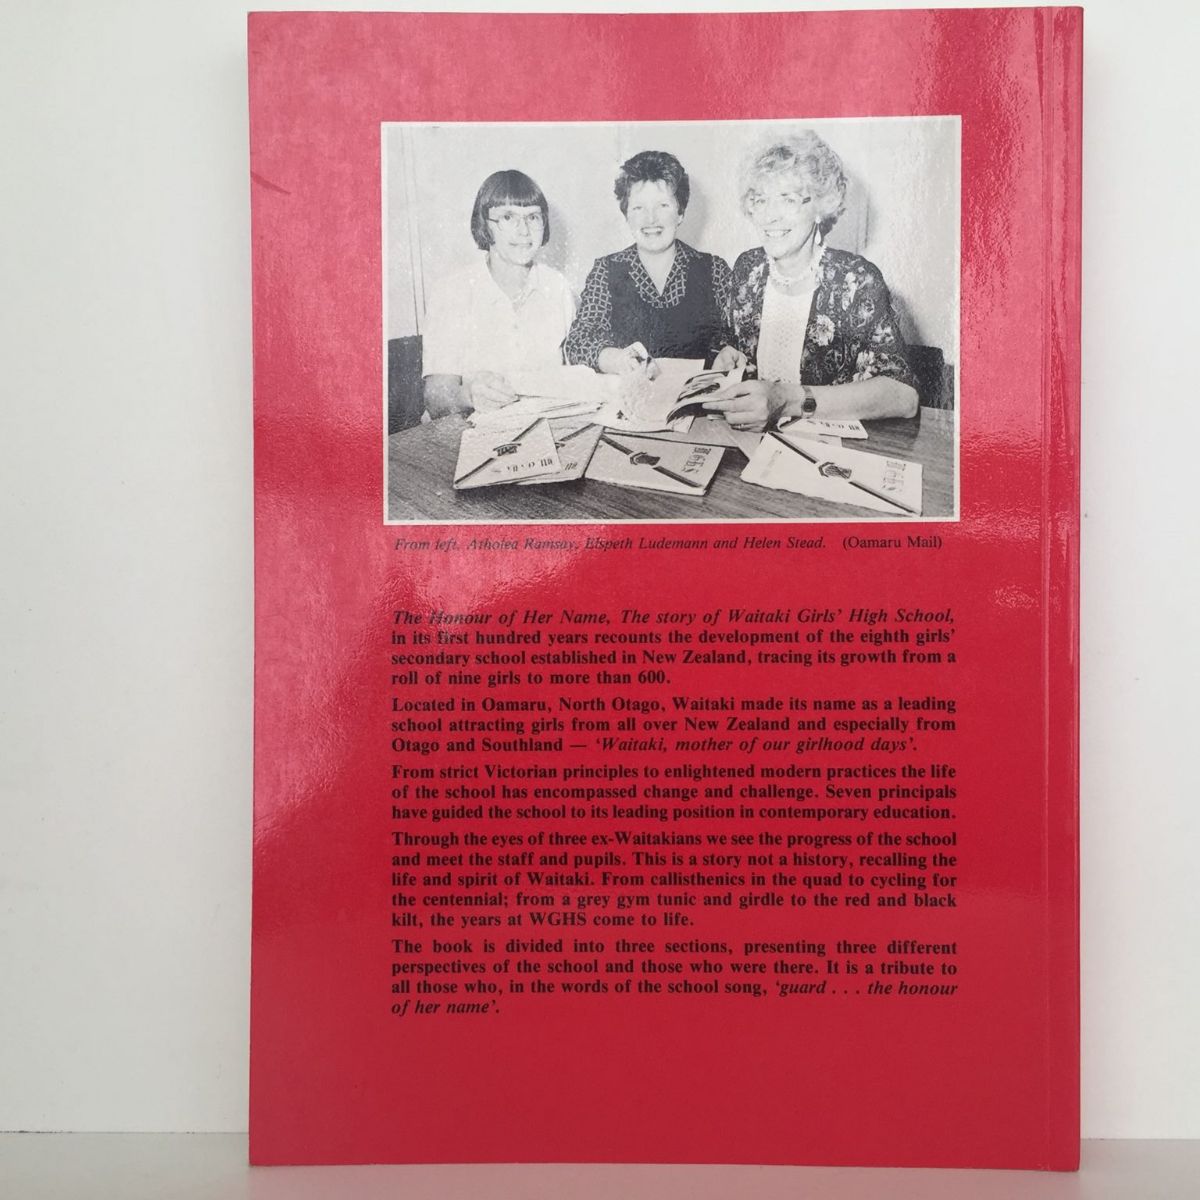 From left, Atholea Ramsay, Elspeth Ludemann and Helen Stead. (Oamaru Mail)
The Honour of Her Name, The story of Waitaki Girls' High School,
in its first hundred years recounts the development of the eighth girls'
secondary school established in New Zealand, tracing its growth from a
roll of nine girls to more than 600.
Located in Oamaru, North Otago, Waitaki made its name as a leading
school attracting girls from all over New Zealand and especially from
Otago and Southland — 'Waitaki, mother of our girlhood days'.
From strict Victorian principles to enlightened modern practices the life
of the school has encompassed change and challenge. Seven principals
have guided the school to its leading position in contemporary education.
Through the eyes of three ex-Waitakians we see the progress of the school
and meet the staff and pupils. This is a story not a history, recalling the
life and spirit of Waitaki. From callisthenics in the quad to cycling for
the centennial; from a grey gym tunic and girdle to the red and black
kilt, the years at WGHS come to life.
The book is divided into three sections, presenting three different
perspectives of the school and those who were there. It is a tribute to
all those who, in the words of the school song, 'guard . . . the honour
of her name'.